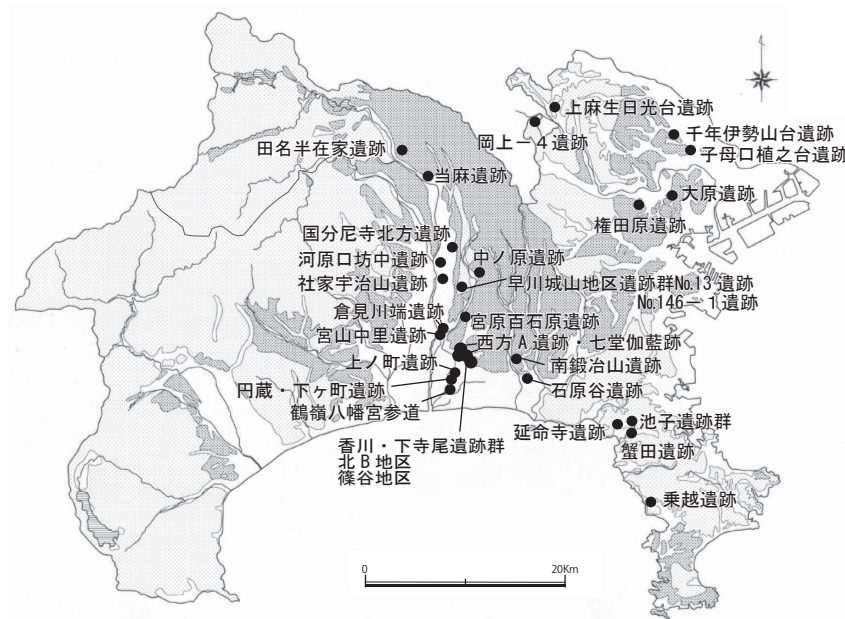 上麻生日光台遺跡
岡上－4遺跡
千年伊勢山台遺跡
子母口植之台遺跡
田名半在家遺跡
当麻遺跡
大原遺跡
権田原遺跡
国分尼寺北方遺跡
中ノ原遺跡
河原口坊中遺跡
社家宇治山遺跡
早川城山地区遺跡群No.13 遺跡
No.146－1遺跡
倉見川端遺跡
宮原百石原遺跡
宮山中里遺跡
西方A遺跡・七堂伽藍跡
上ノ町遺跡
南鍛冶山遺跡
円蔵・下ヶ町遺跡
石原谷遺跡
鶴嶺八幡宮参道
延命寺遺跡
池子遺跡群
蟹田遺跡
香川・下寺尾遺跡群
北B地区
篠谷地区
乗越遺跡
0
20Km